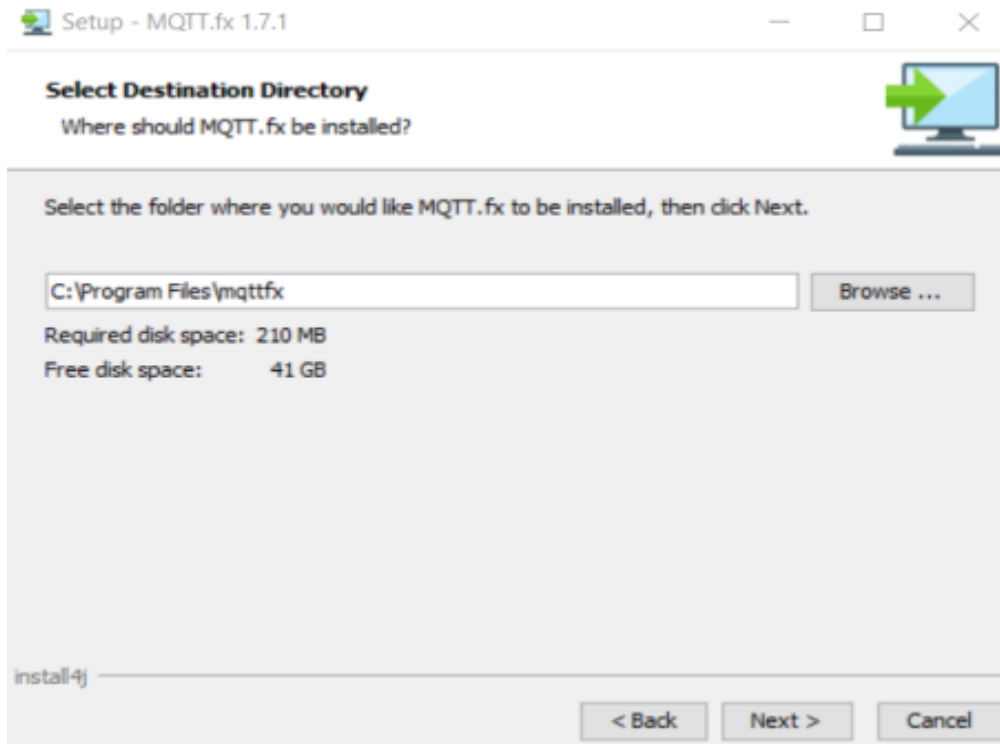 Setup - MQTT.fx 1.7.1
Select Destination Directory
Where should MQTT.fx be installed?
Select the folder where you would like MQTT.fx to be installed, then click Next.
C:\Program Files\mqttfx
Browse ...
Required disk space: 210 MB
Free disk space: 41 GB
install4j
< Back Next > Cancel